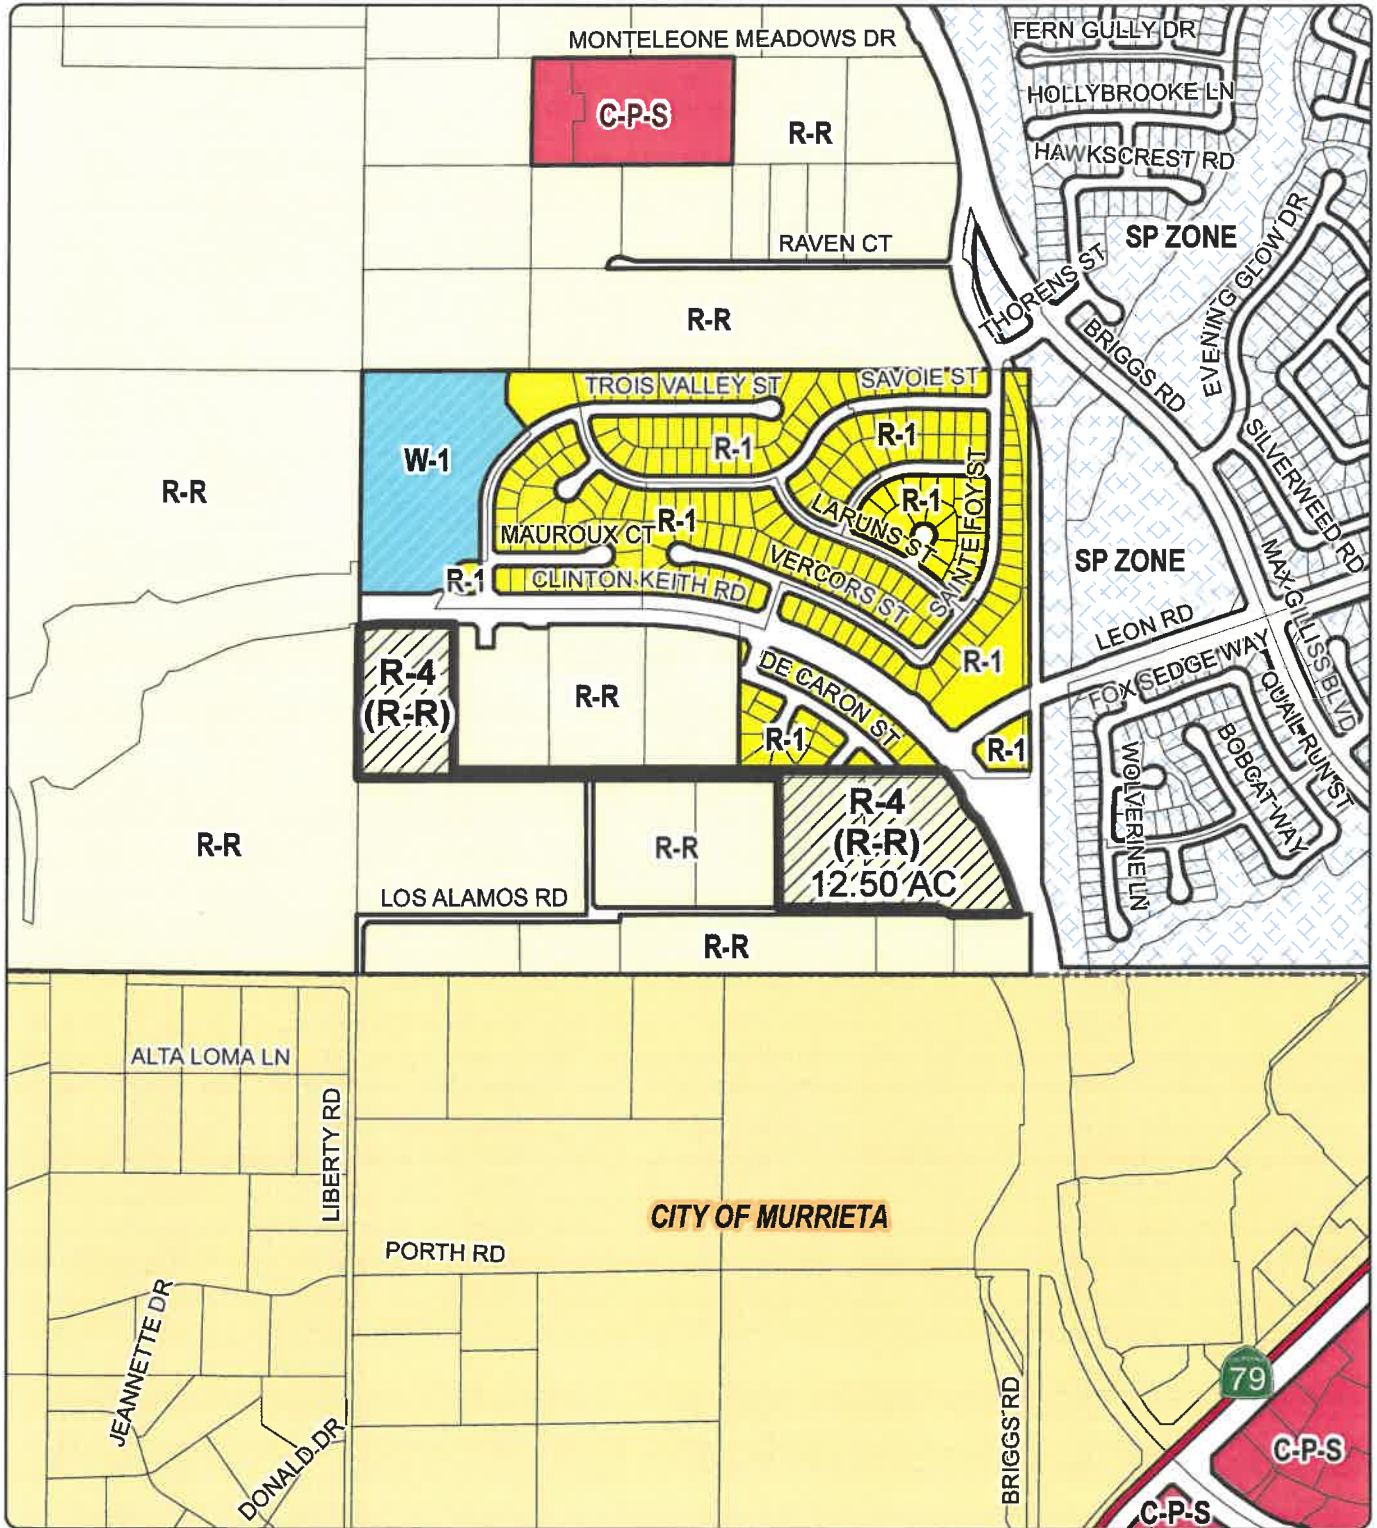 MONTELEONE MEADOWS DR
FERN GULLY DR
HOLLYBROOKE LN
C-P-S
R-R
HAWKSCREST RD
SP ZONE
RAVEN CT
EVENING GLOW DR
THORENS ST
R-R
BRIGGS RD
TROIS VALLEY ST
SAVOIE ST
R-1
R-1
W-1
SILVERWEED RD
R-R
R-1
LARUNS ST
SAINTE FOY ST
R-1
MAUROUX CT
VERCORS ST
SP ZONE
MAX GILLISS BLVD
R-1
CLINTON KEITH RD
LEON RD
R-1
FOX SEDGE WAY
R-4
(R-R)
R-R
DE CARON ST
QUAIL RUN ST
R-1
R-1
WOLVERINE LN
BOBCAT WAY
R-R
R-R
R-4
(R-R)
12.50 AC
LOS ALAMOS RD
R-R
ALTA LOMA LN
LIBERTY RD
CITY OF MURRIETA
PORTH RD
JEANNETTE DR
DONALD DR
BRIGGS RD
CALIFORNIA
79
C-P-S
C-P-S